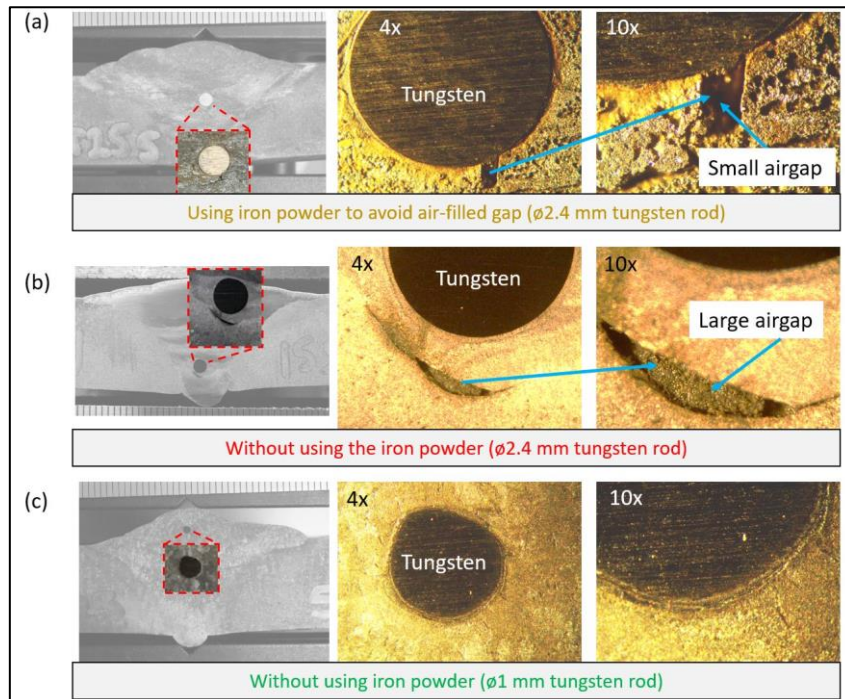 (a)
4x
10x
Tungsten
Small airgap
Using iron powder to avoid air-filled gap (ø2.4 mm tungsten rod)
(b)
4x
10x
Tungsten
Large airgap
Without using the iron powder (ø2.4 mm tungsten rod)
(c)
4x
10x
Tungsten
Without using iron powder (ø1 mm tungsten rod)